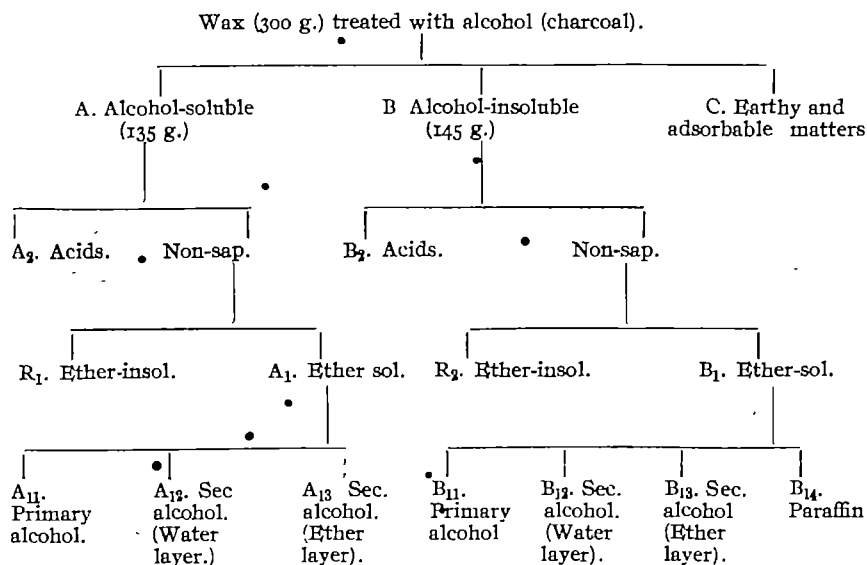 Wax (300 g.) treated with alcohol (charcoal).
A. Alcohol-soluble
(135 g.)
B Alcohol-insoluble
(145 g.)
C. Earthy and
adsorbable matters
A₂. Acids.
Non-sap.
B₂. Acids.
Non-sap.
R₁. Ether-insol.
A₁. Ether sol.
R₂. Ether-insol.
B₁. Ether-sol.
A₁₁.
Primary
alcohol.
A₁₂. Sec
alcohol.
(Water
layer.)
A₁₃ Sec.
alcohol.
(Ether
layer).
B₁₁.
Primary
alcohol
B₁₂. Sec.
alcohol.
(Water
layer).
B₁₃. Sec.
alcohol
(Ether
layer).
B₁₄.
Paraffin